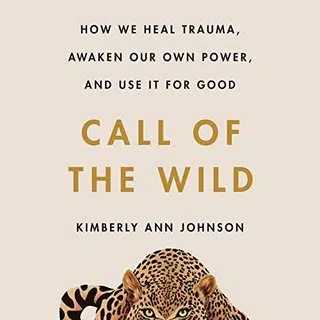 HOW WE HEAL TRAUMA,
AWAKEN OUR OWN POWER,
AND USE IT FOR GOOD
CALL OF
THE WILD
KIMBERLY ANN JOHNSON